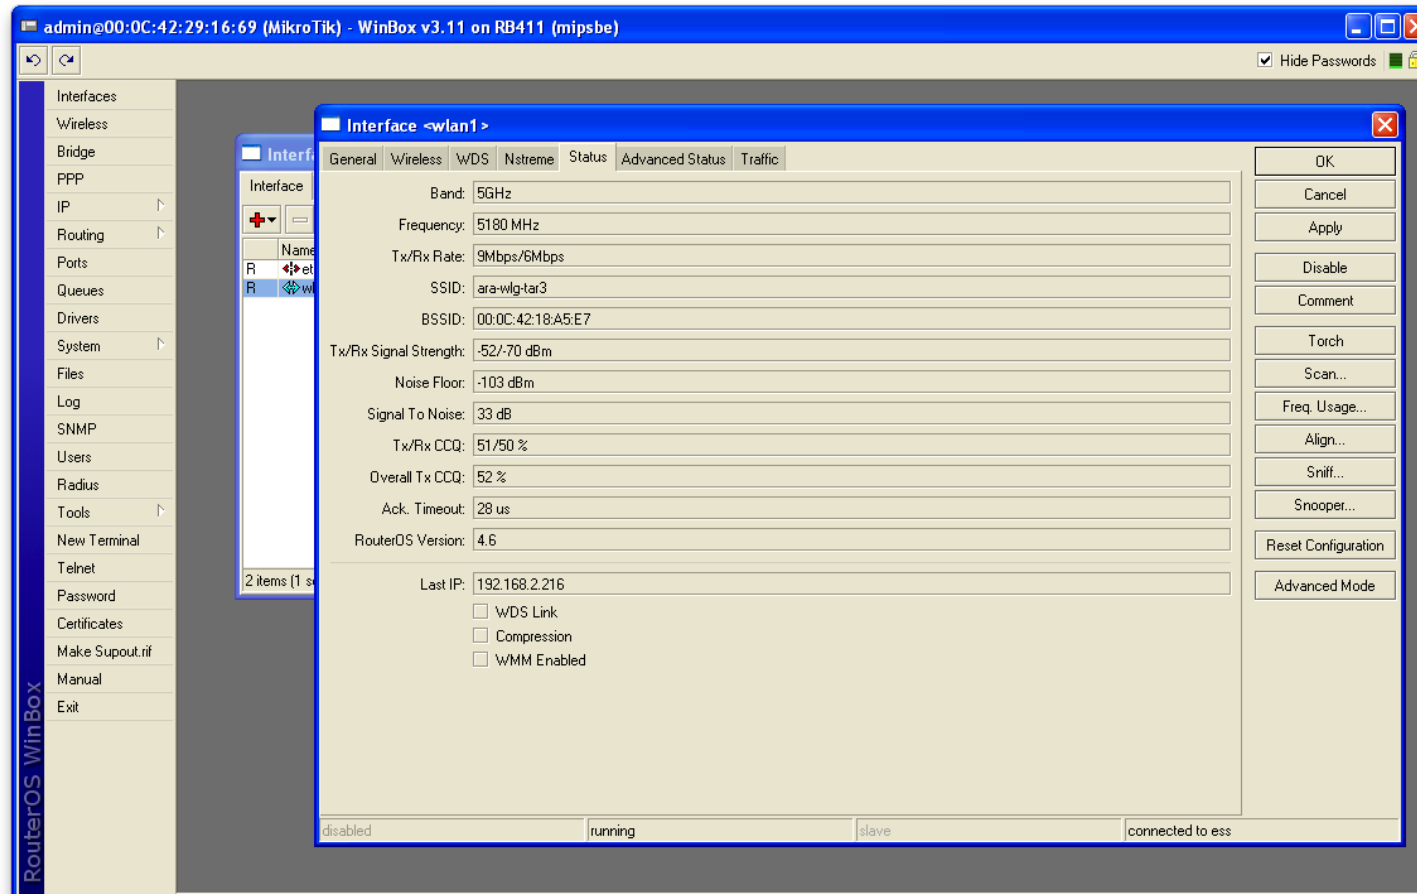 admin@00:0C:42:29:16:69 (MikroTik) - WinBox v3.11 on RB411 (mipsbe)
Hide Passwords
RouterOS WinBox
Interfaces
Wireless
Bridge
PPP
IP
Routing
Ports
Queues
Drivers
System
Files
Log
SNMP
Users
Radius
Tools
New Terminal
Telnet
Password
Certificates
Make Supout.rif
Manual
Exit
Interf
Interface
Name
R et
R wl
2 items (1 s
Interface <wlan1>
General Wireless WDS Nstreme Status Advanced Status Traffic
Band: 5GHz
Frequency: 5180 MHz
Tx/Rx Rate: 9Mbps/6Mbps
SSID: ara-wlg-tar3
BSSID: 00:0C:42:18:A5:E7
Tx/Rx Signal Strength: -52/-70 dBm
Noise Floor: -103 dBm
Signal To Noise: 33 dB
Tx/Rx CCQ: 51/50 %
Overall Tx CCQ: 52 %
Ack. Timeout: 28 us
RouterOS Version: 4.6
Last IP: 192.168.2.216
WDS Link
Compression
WMM Enabled
OK
Cancel
Apply
Disable
Comment
Torch
Scan...
Freq. Usage...
Align...
Sniff...
Snooper...
Reset Configuration
Advanced Mode
disabled running slave connected to ess